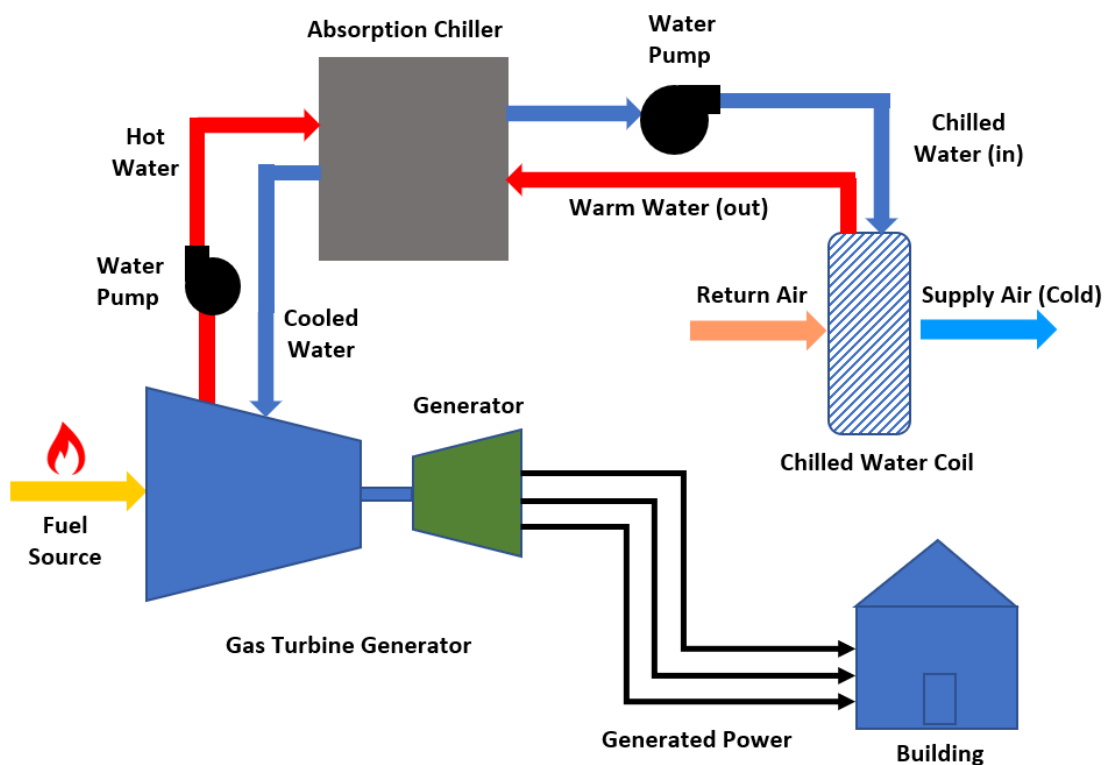 Absorption Chiller
Water
Pump
Hot
Water
Chilled
Water (in)
Warm Water (out)
Water
Pump
Return Air
Supply Air (Cold)
Cooled
Water
Generator
Chilled Water Coil
Fuel
Source
Gas Turbine Generator
Generated Power
Building